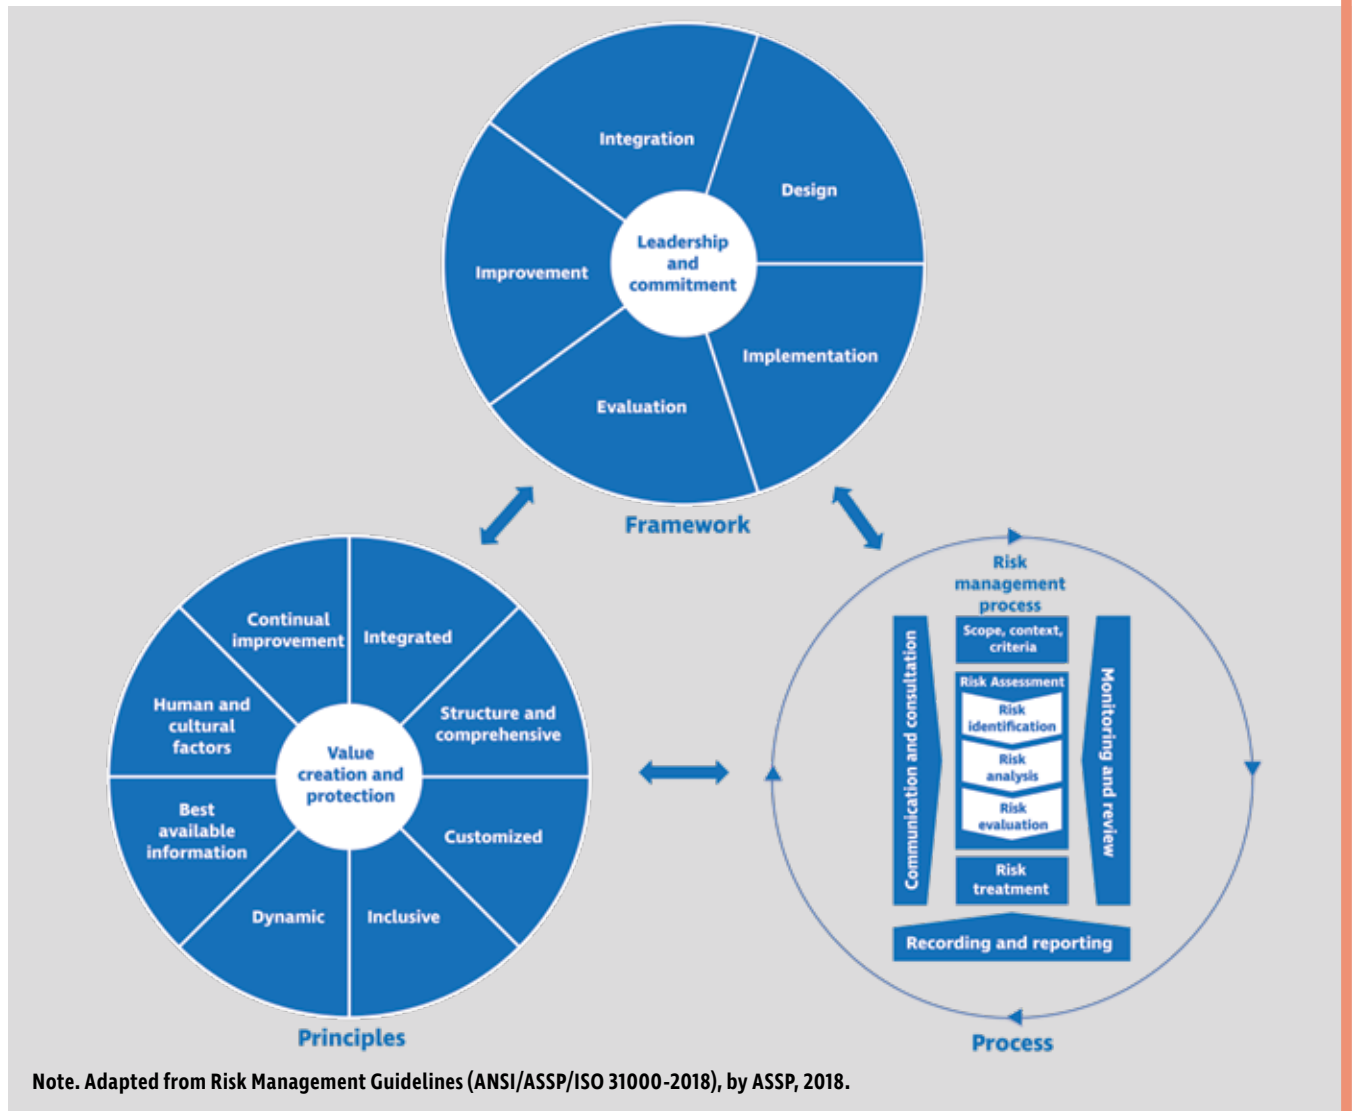 Integration
Design
Leadership
and
commitment
Improvement
Implementation
Evaluation
Framework
Continual
improvement
Integrated
Human and
cultural
factors
Structure and
comprehensive
Value
creation and
protection
Best
available
information
Customized
Dynamic
Inclusive
Principles
Risk
management
process
Scope, context,
criteria
Communication and consultation
Risk Assessment
Risk
identification
Risk
analysis
Risk
evaluation
Monitoring and review
Risk
treatment
Recording and reporting
Process
Note. Adapted from Risk Management Guidelines (ANSI/ASSP/ISO 31000-2018), by ASSP, 2018.